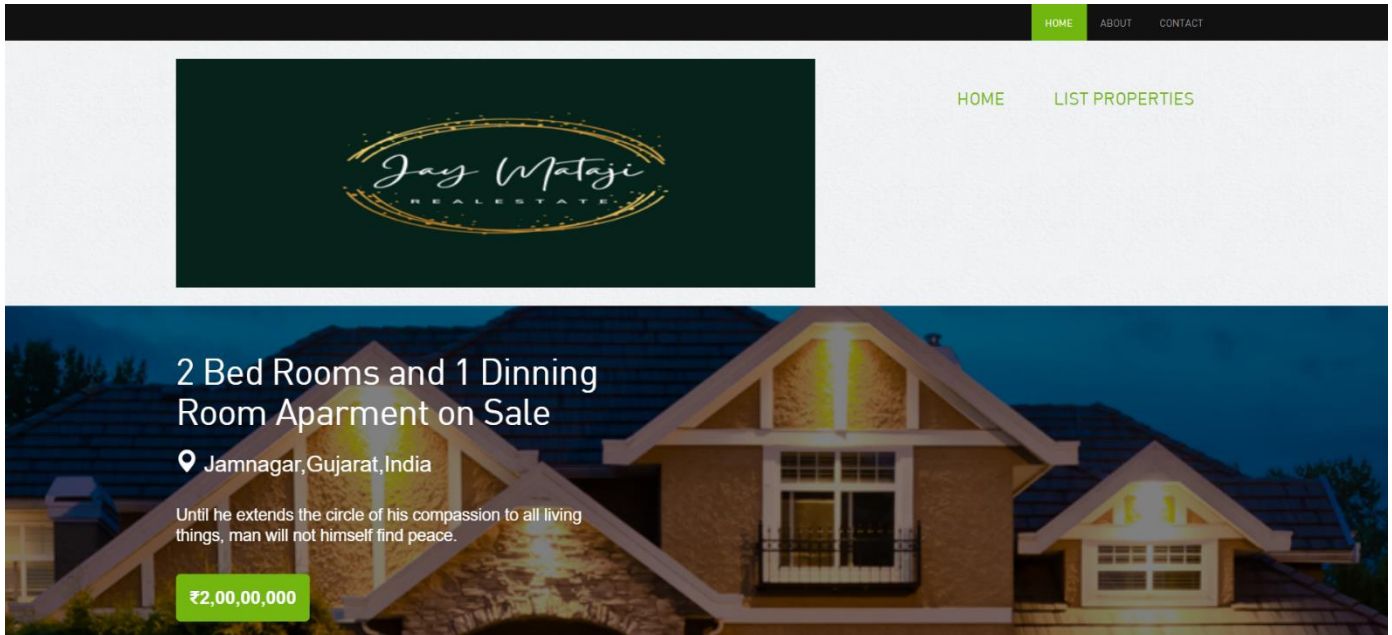 HOME ABOUT CONTACT
Jay Mataji
REALESTATE
HOME LIST PROPERTIES
2 Bed Rooms and 1 Dinning
Room Aparment on Sale
Jamnagar,Gujarat,India
Until he extends the circle of his compassion to all living
things, man will not himself find peace.
₹2,00,00,000